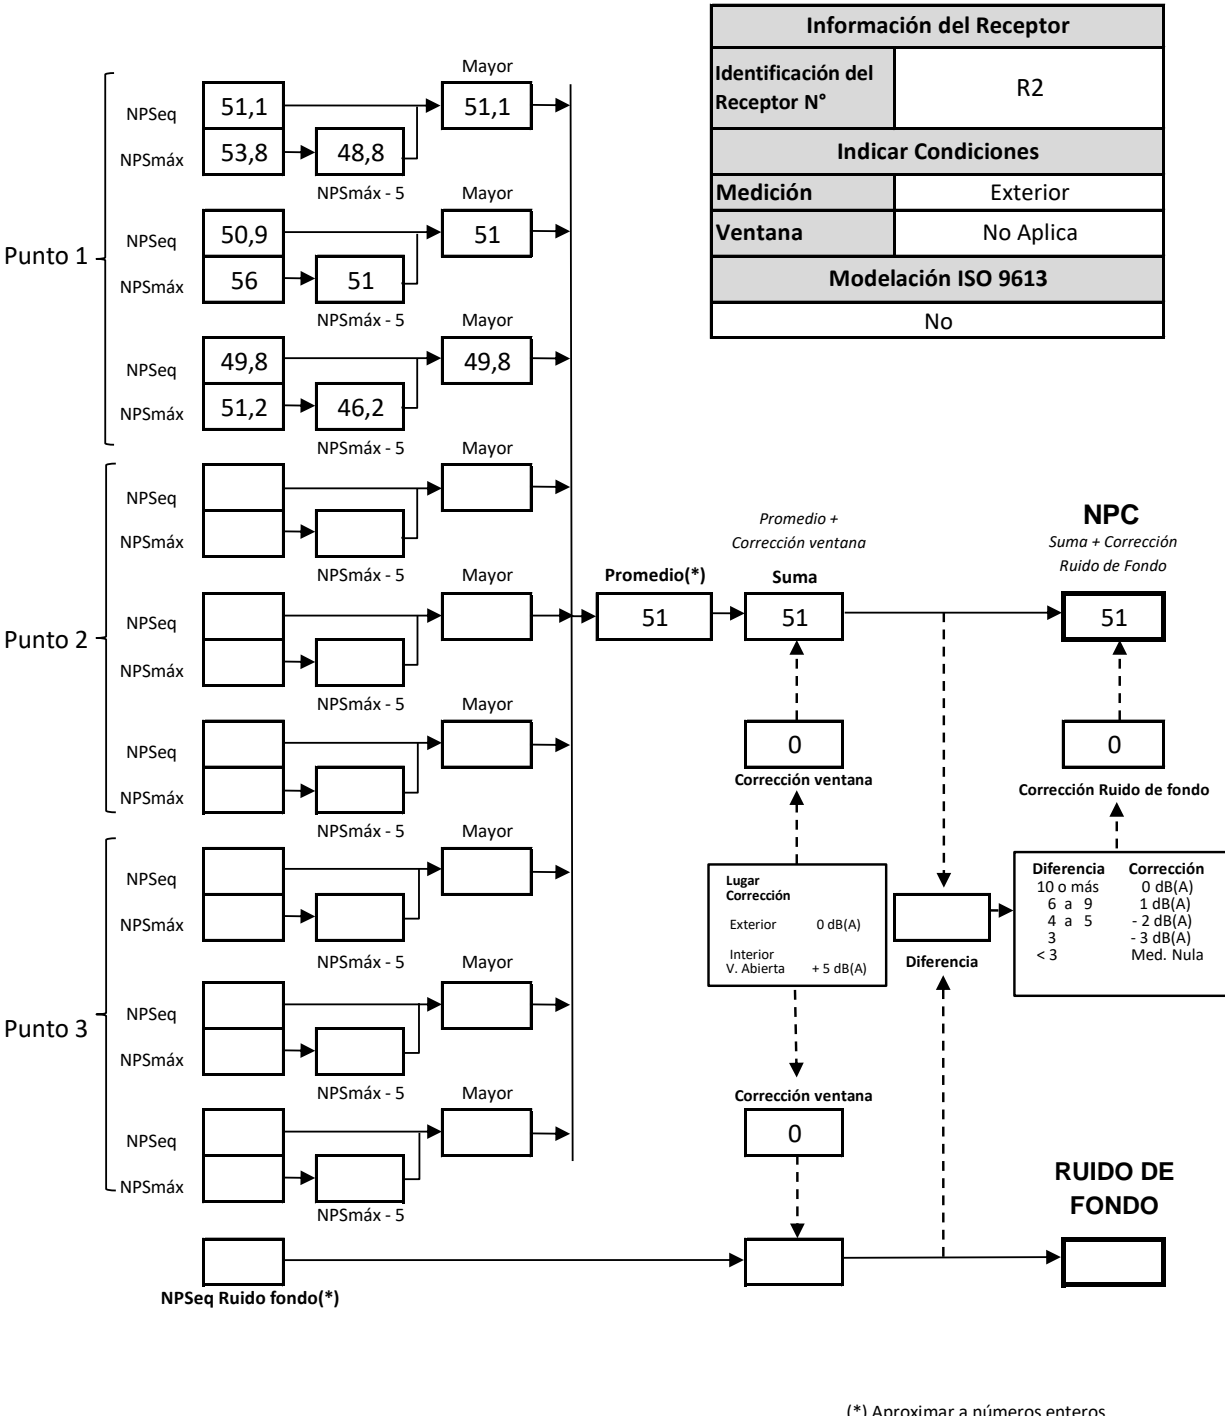 Información del Receptor
Identificación del
Receptor N°
R2
Indicar Condiciones
Medición
Exterior
Ventana
No Aplica
Modelación ISO 9613
No
Punto 1
Mayor
NPSeq
51,1
51,1
NPSmáx
53,8
48,8
NPSmáx - 5
Mayor
NPSeq
50,9
51
NPSmáx
56
51
NPSmáx - 5
Mayor
NPSeq
49,8
49,8
NPSmáx
51,2
46,2
NPSmáx - 5
Punto 2
Mayor
NPSeq
NPSmáx
NPSmáx - 5
Mayor
NPSeq
NPSmáx
NPSmáx - 5
Mayor
NPSeq
NPSmáx
NPSmáx - 5
Punto 3
Mayor
NPSeq
NPSmáx
NPSmáx - 5
Mayor
NPSeq
NPSmáx
NPSmáx - 5
Mayor
NPSeq
NPSmáx
NPSmáx - 5
NPSeq Ruido fondo(*)
Promedio(*)
51
Promedio +
Corrección ventana
Suma
51
0
Corrección ventana
Lugar
Corrección
Exterior 0 dB(A)
Interior
V. Abierta + 5 dB(A)
Corrección ventana
0
Diferencia
NPC
Suma + Corrección
Ruido de Fondo
51
0
Corrección Ruido de fondo
Diferencia Corrección
10 o más 0 dB(A)
6 a 9 1 dB(A)
4 a 5 - 2 dB(A)
3 - 3 dB(A)
< 3 Med. Nula
RUIDO DE
FONDO
(*) Aproximar a números enteros